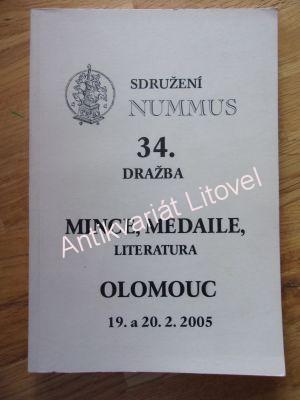 SDRUŽENÍ
NUMMUS
34.
DRAŽBA
MINCE, MEDAILE,
LITERATURA
OLOMOUC
19. a 20. 2. 2005
Antikvariát Litovel